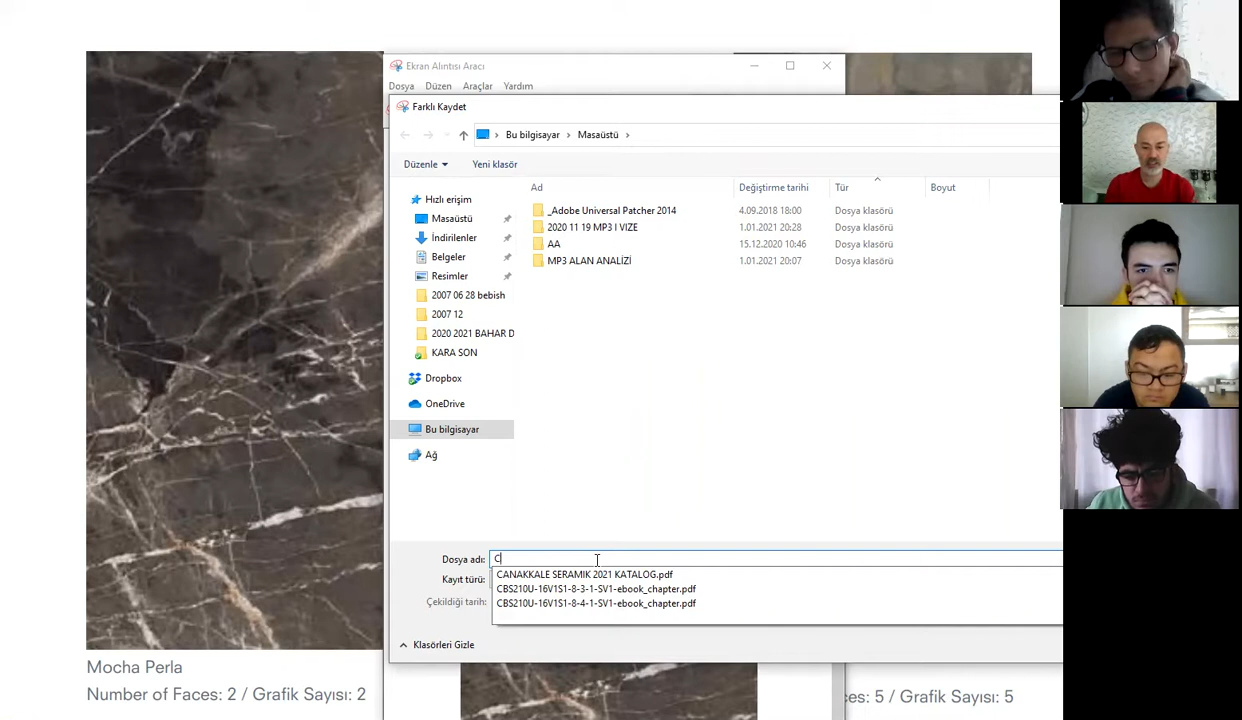 Ekran Alıntısı Aracı
Dosya Düzen Araçlar Yardım
Farklı Kaydet
Bu bilgisayar > Masaüstü >
Düzenle Yeni klasör
Ad Değiştirme tarihi Tür Boyut
Hızlı erişim
Masaüstü
İndirilenler
Belgeler
Resimler
2007 06 28 bebish
2007 12
2020 2021 BAHAR D
KARA SON
Dropbox
OneDrive
Bu bilgisayar
Ağ
_Adobe Universal Patcher 2014 4.09.2018 18:00 Dosya klasörü
2020 11 19 MP3 I VIZE 1.01.2021 20:28 Dosya klasörü
AA 15.12.2020 10:46 Dosya klasörü
MP3 ALAN ANALİZİ 1.01.2021 20:07 Dosya klasörü
Dosya adı: C
Kayıt türü:
Çekildiği tarih:
CANAKKALE SERAMIK 2021 KATALOG.pdf
CBS210U-16V1S1-8-3-1-SV1-ebook_chapter.pdf
CBS210U-16V1S1-8-4-1-SV1-ebook_chapter.pdf
Klasörleri Gizle
Mocha Perla
Number of Faces: 2 / Grafik Sayısı: 2
ces: 5 / Grafik Sayısı: 5